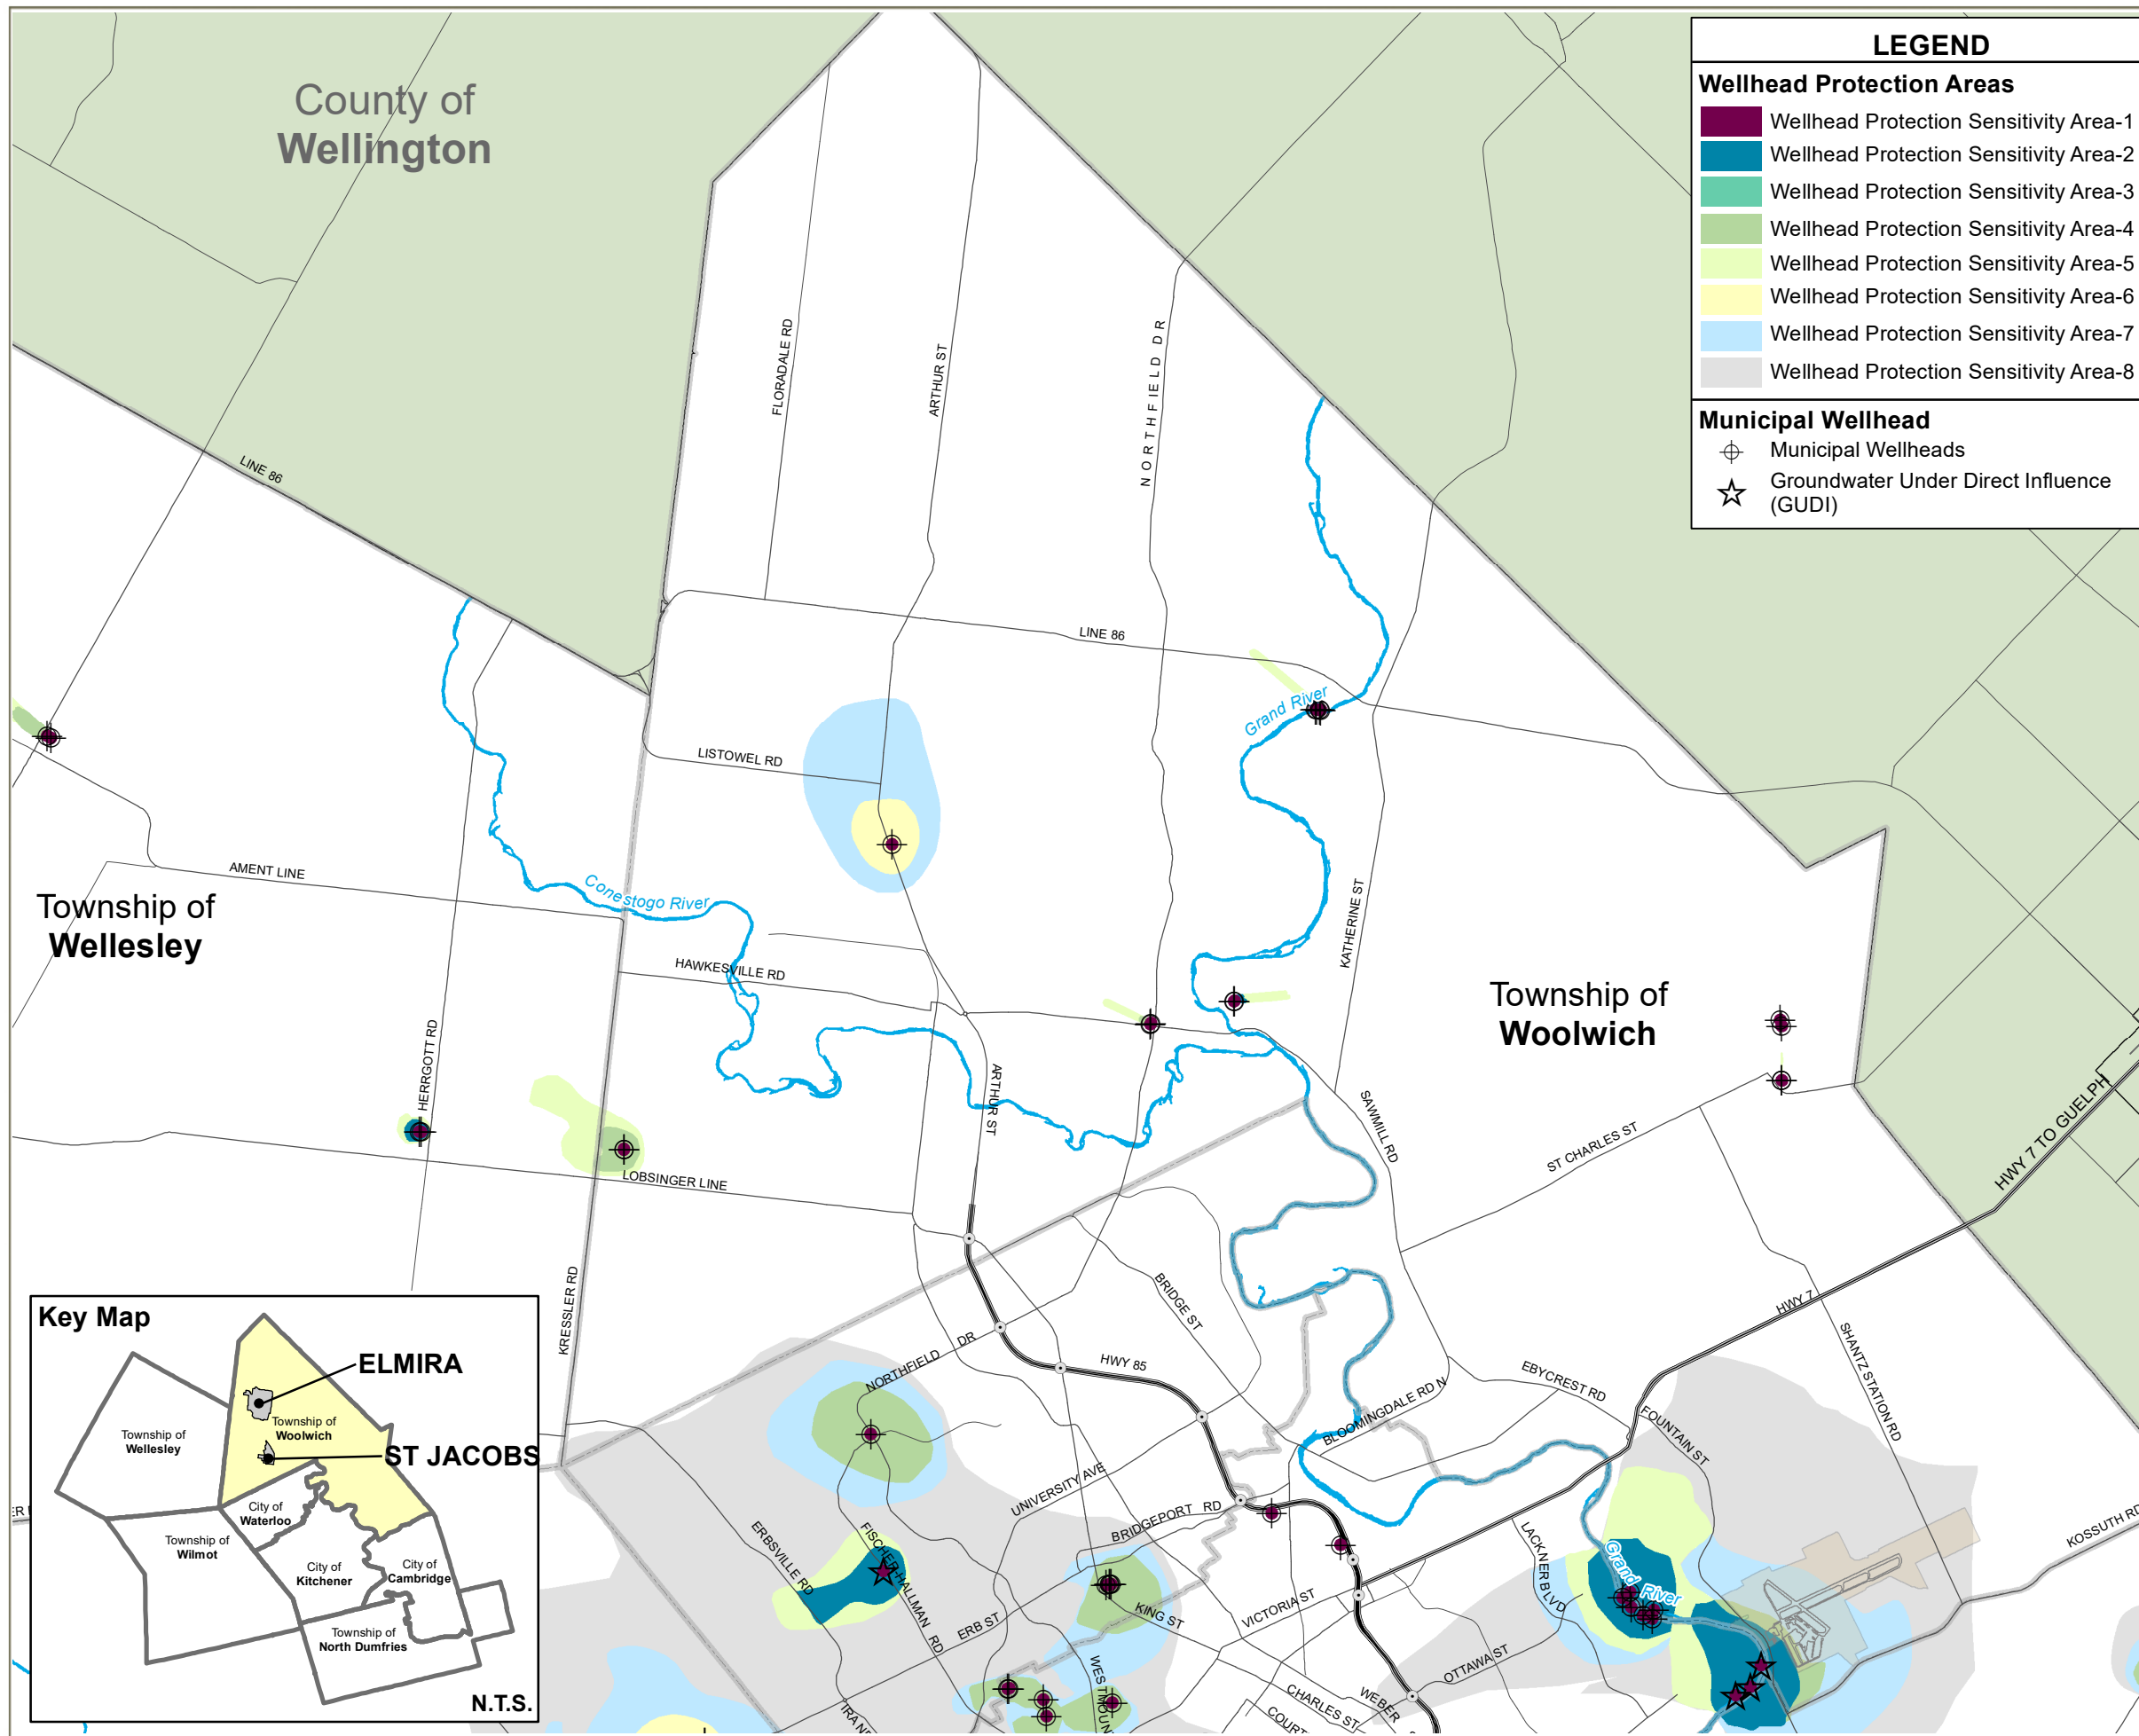 LEGEND
Wellhead Protection Areas
Wellhead Protection Sensitivity Area-1
Wellhead Protection Sensitivity Area-2
Wellhead Protection Sensitivity Area-3
Wellhead Protection Sensitivity Area-4
Wellhead Protection Sensitivity Area-5
Wellhead Protection Sensitivity Area-6
Wellhead Protection Sensitivity Area-7
Wellhead Protection Sensitivity Area-8
Municipal Wellhead
Municipal Wellheads
Groundwater Under Direct Influence
(GUDI)
County of
Wellington
LINE 86
FLORADALE RD
ARTHUR ST
NORTHFIELD DR
LINE 86
Grand River
LISTOWEL RD
AMENT LINE
Conestogo River
Township of
Wellesley
HAWKESVILLE RD
KATHERINE ST
Township of
Woolwich
HERRGOTT RD
ARTHUR ST
SAWMILL RD
ST CHARLES ST
HWY 7 TO GUELPH
LOBSINGER LINE
KRESSLER RD
BRIDGE ST
HWY 7
SHANTZ STATION RD
NORTHFIELD DR
HWY 85
EBYCREST RD
BLOOMINGDALE RD N
FOUNTAIN ST
UNIVERSITY AVE
BRIDGEPORT RD
ERBSVILLE RD
FISCHER-HALLMAN RD
LACKNER BLVD
Grand River
KOSSUTH RD
ERB ST
KING ST
VICTORIA ST
OTTAWA ST
CHARLES ST
WEBER
Key Map
ELMIRA
Township of
Woolwich
Township of
Wellesley
ST JACOBS
City of
Waterloo
Township of
Wilmot
City of
Kitchener
City of
Cambridge
Township of
North Dumfries
N.T.S.